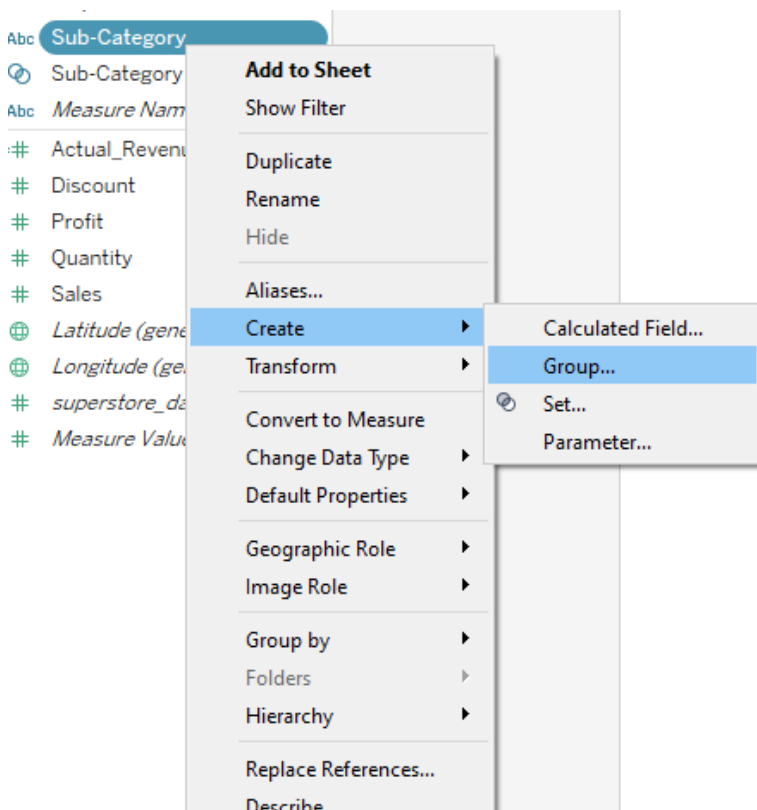 Abc Sub-Category
Sub-Category
Abc Measure Nam
Actual_Revenu
# Discount
# Profit
# Quantity
# Sales
Latitude (gene
Longitude (ge
# superstore_da
# Measure Valu
Add to Sheet
Show Filter
Duplicate
Rename
Hide
Aliases...
Create
Transform
Convert to Measure
Change Data Type
Default Properties
Geographic Role
Image Role
Group by
Folders
Hierarchy
Replace References...
Describe
Calculated Field...
Group...
Set...
Parameter...